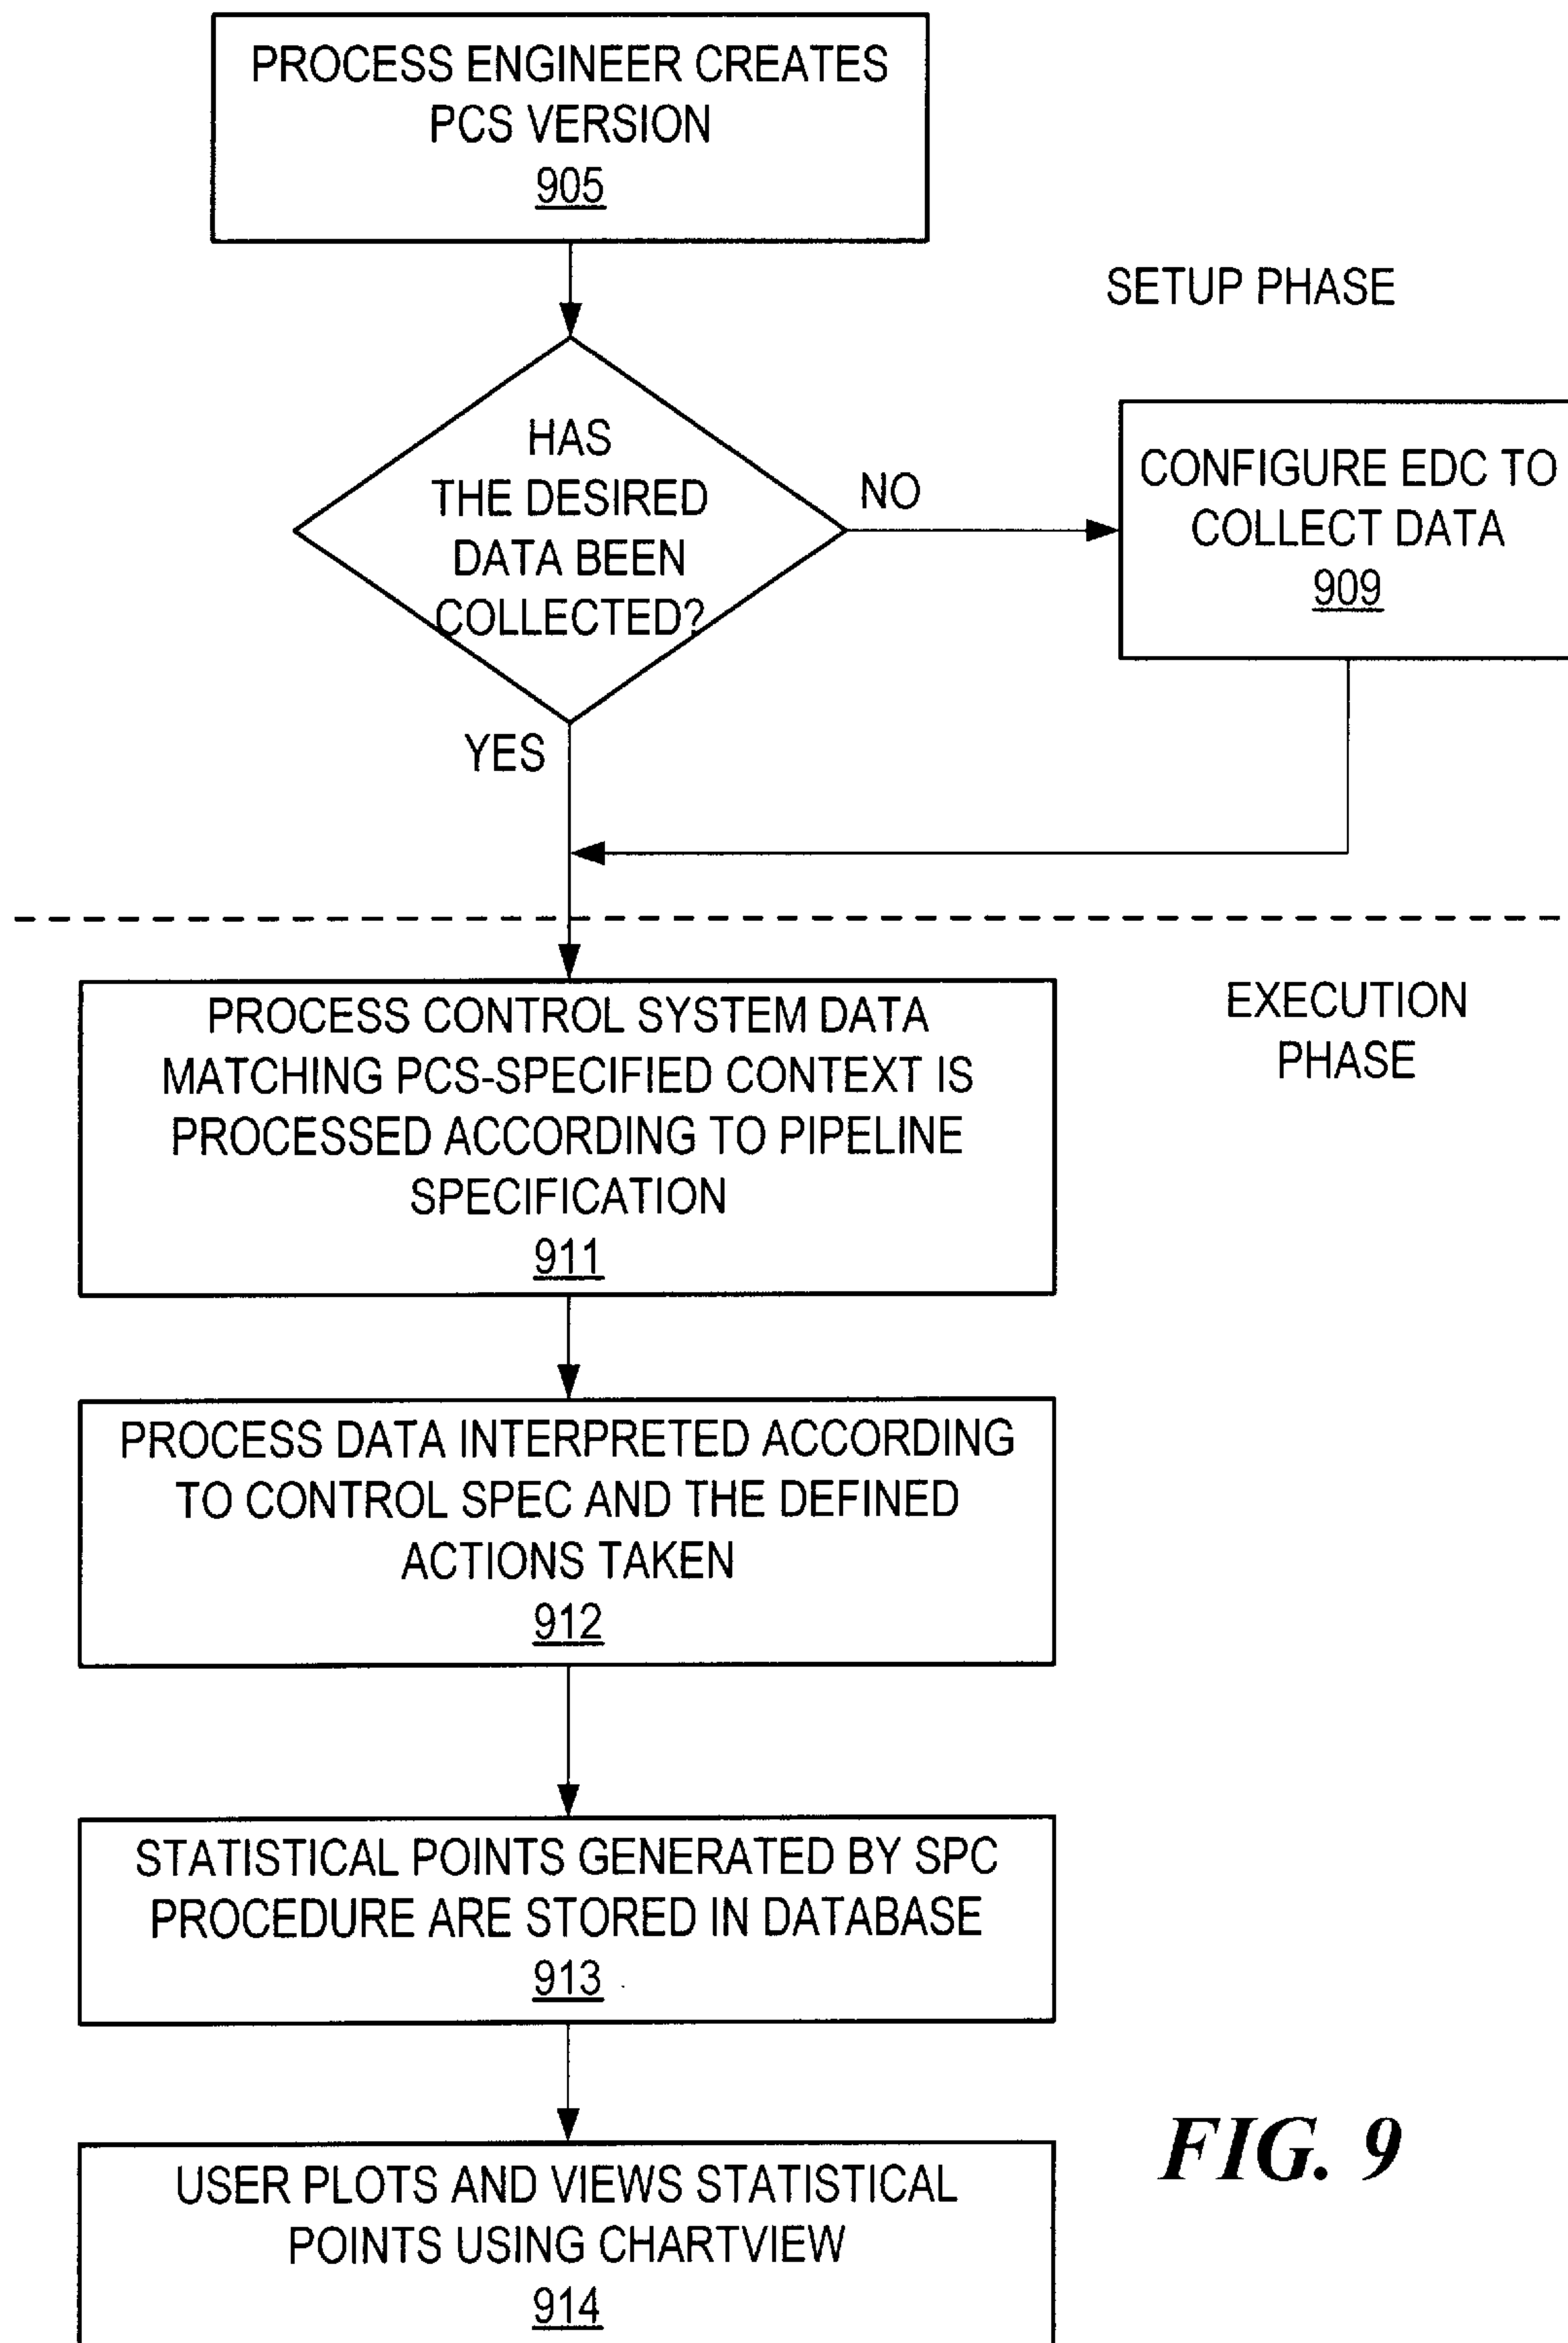 PROCESS ENGINEER CREATES
PCS VERSION
905
SETUP PHASE
HAS
THE DESIRED
DATA BEEN
COLLECTED?
NO
CONFIGURE EDC TO
COLLECT DATA
909
YES
EXECUTION
PHASE
PROCESS CONTROL SYSTEM DATA
MATCHING PCS-SPECIFIED CONTEXT IS
PROCESSED ACCORDING TO PIPELINE
SPECIFICATION
911
PROCESS DATA INTERPRETED ACCORDING
TO CONTROL SPEC AND THE DEFINED
ACTIONS TAKEN
912
STATISTICAL POINTS GENERATED BY SPC
PROCEDURE ARE STORED IN DATABASE
913
USER PLOTS AND VIEWS STATISTICAL
POINTS USING CHARTVIEW
914
FIG. 9